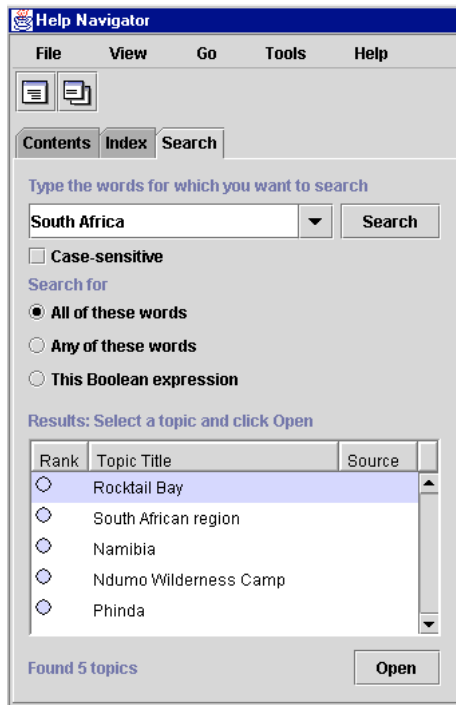 Help Navigator
File View Go Tools Help
Contents Index Search
Type the words for which you want to search
South Africa Search
Case-sensitive
Search for
All of these words
Any of these words
This Boolean expression
Results: Select a topic and click Open
Rank Topic Title Source
Rocktail Bay
South African region
Namibia
Ndumo Wilderness Camp
Phinda
Found 5 topics Open